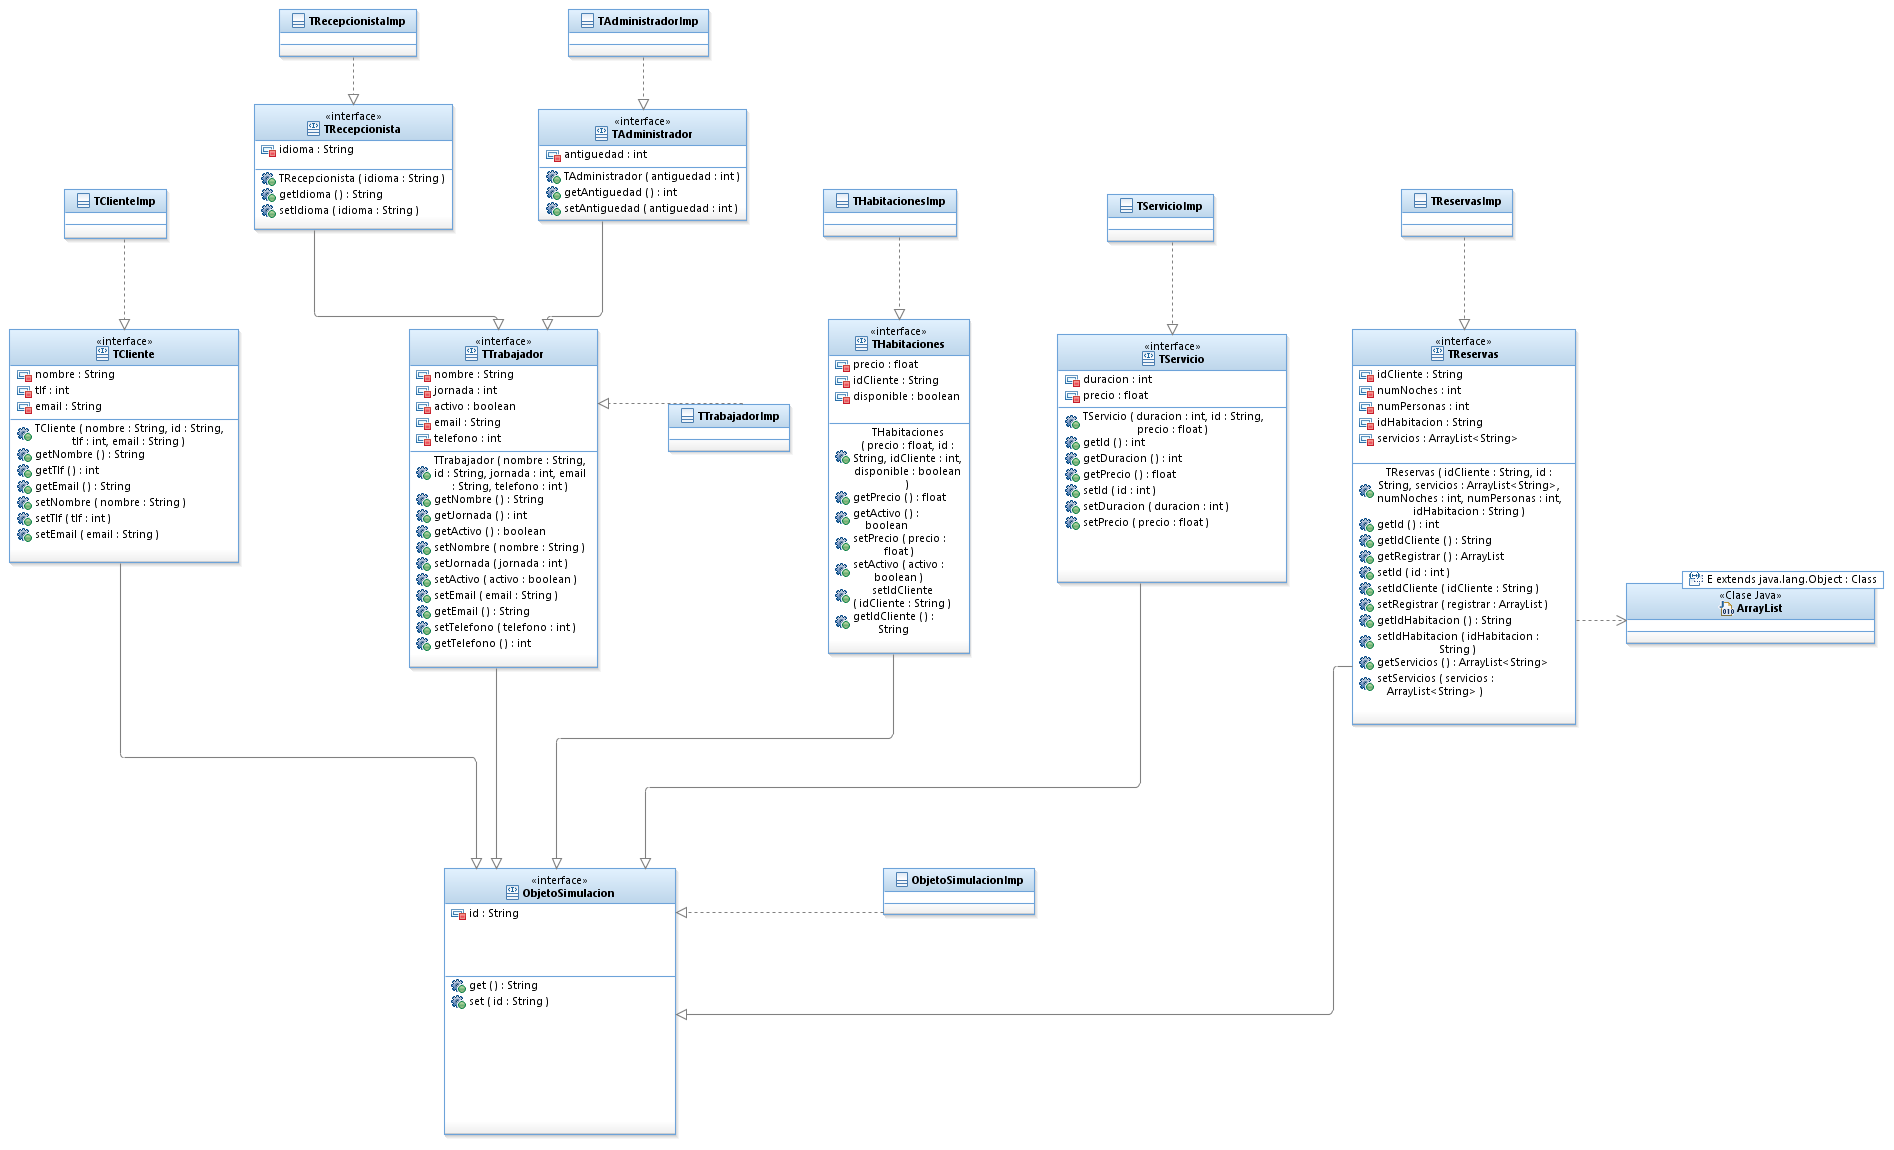 TRecepcionistaImp
TAdministradorImp
«interface»
TRecepcionista
idioma : String
TRecepcionista ( idioma : String )
getIdioma ( ) : String
setIdioma ( idioma : String )
«interface»
TAdministrador
antiguedad : int
TAdministrador ( antiguedad : int )
getAntiguedad ( ) : int
setAntiguedad ( antiguedad : int )
TClienteImp
THabitacionesImp
TServicioImp
TReservasImp
«interface»
TCliente
nombre : String
tlf : int
email : String
TCliente ( nombre : String, id : String,
tlf : int, email : String )
getNombre ( ) : String
getTlf ( ) : int
getEmail ( ) : String
setNombre ( nombre : String )
setTlf ( tlf : int )
setEmail ( email : String )
«interface»
TTrabajador
nombre : String
jornada : int
activo : boolean
email : String
telefono : int
TTrabajador ( nombre : String,
id : String, jornada : int, email
: String, telefono : int )
getNombre ( ) : String
getJornada ( ) : int
getActivo ( ) : boolean
setNombre ( nombre : String )
setJornada ( jornada : int )
setActivo ( activo : boolean )
setEmail ( email : String )
getEmail ( ) : String
setTelefono ( telefono : int )
getTelefono ( ) : int
TTrabajadorImp
«interface»
THabitaciones
precio : float
idCliente : String
disponible : boolean
THabitaciones
( precio : float, id :
String, idCliente : int,
disponible : boolean
)
getPrecio ( ) : float
getActivo ( ) :
boolean
setPrecio ( precio :
float )
setActivo ( activo :
boolean )
setIdCliente
( idCliente : String )
getIdCliente ( ) :
String
«interface»
TServicio
duracion : int
precio : float
TServicio ( duracion : int, id : String,
precio : float )
getId ( ) : int
getDuracion ( ) : int
getPrecio ( ) : float
setId ( id : int )
setDuracion ( duracion : int )
setPrecio ( precio : float )
«interface»
TReservas
idCliente : String
numNoches : int
numPersonas : int
idHabitacion : String
servicios : ArrayList<String>
TReservas ( idCliente : String, id :
String, servicios : ArrayList<String>,
numNoches : int, numPersonas : int,
idHabitacion : String )
getId ( ) : int
getIdCliente ( ) : String
getRegistrar ( ) : ArrayList
setId ( id : int )
setIdCliente ( idCliente : String )
setRegistrar ( registrar : ArrayList )
getIdHabitacion ( ) : String
setIdHabitacion ( idHabitacion :
String )
getServicios ( ) : ArrayList<String>
setServicios ( servicios :
ArrayList<String> )
E extends java.lang.Object : Class
«Clase Java»
ArrayList
«interface»
ObjetoSimulacion
id : String
get ( ) : String
set ( id : String )
ObjetoSimulacionImp